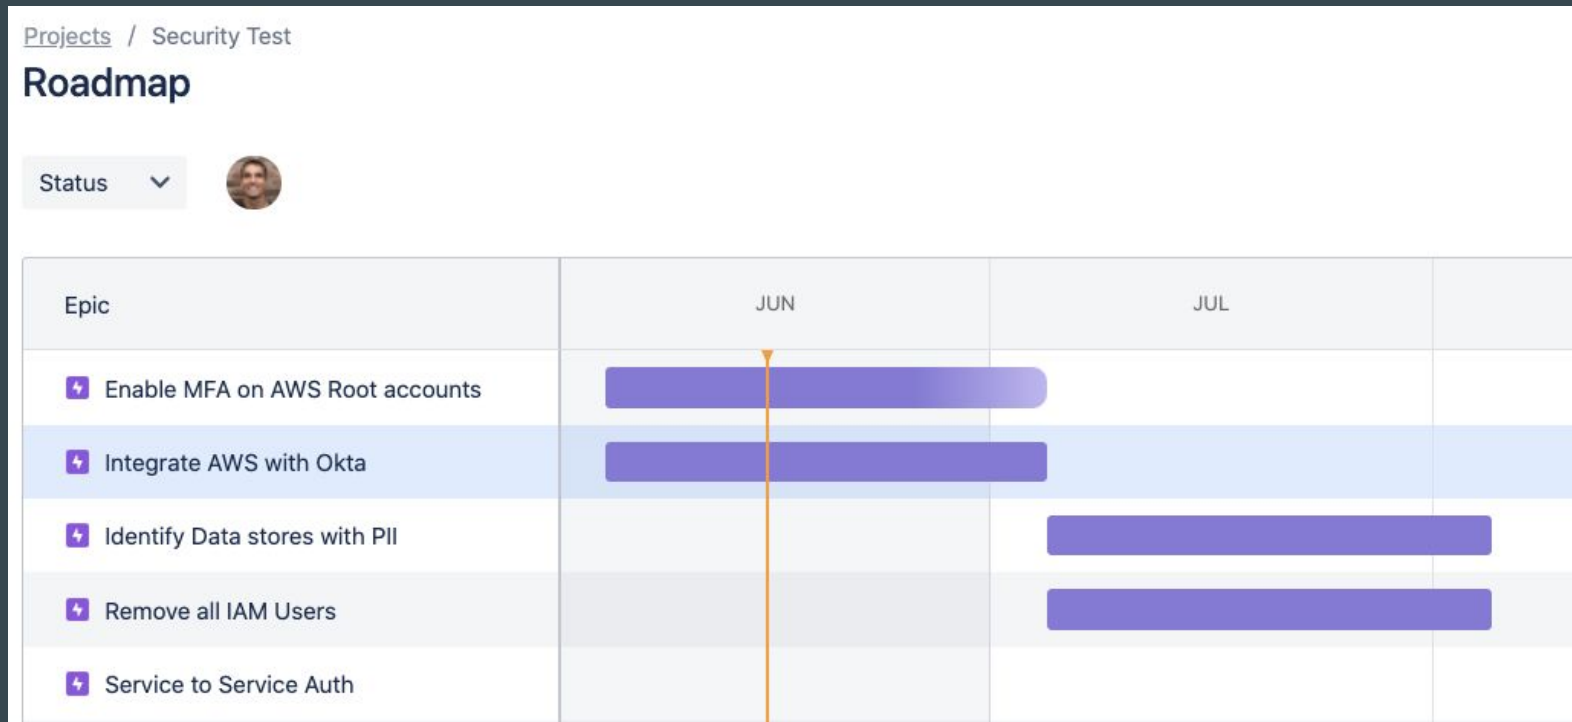 Projects / Security Test
Roadmap
Status
Epic JUN JUL
Enable MFA on AWS Root accounts
Integrate AWS with Okta
Identify Data stores with PII
Remove all IAM Users
Service to Service Auth